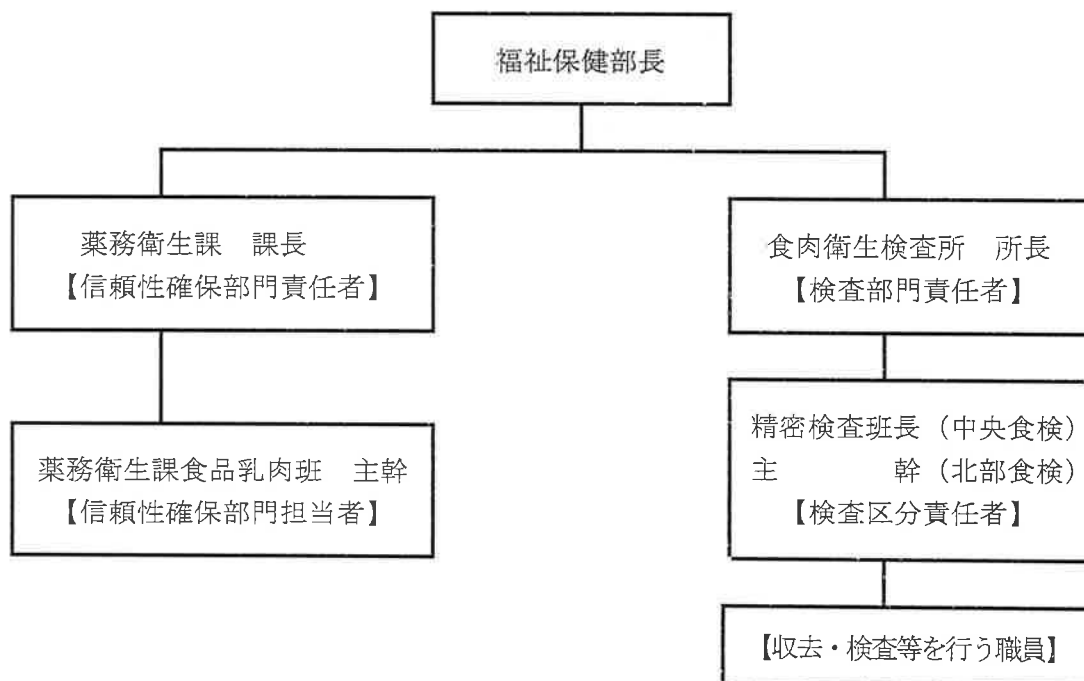 福祉保健部長
薬務衛生課　課長
【信頼性確保部門責任者】
食肉衛生検査所　所長
【検査部門責任者】
薬務衛生課食品乳肉班　主幹
【信頼性確保部門担当者】
精密検査班長（中央食検）
主　　　　幹（北部食検）
【検査区分責任者】
【収去・検査等を行う職員】